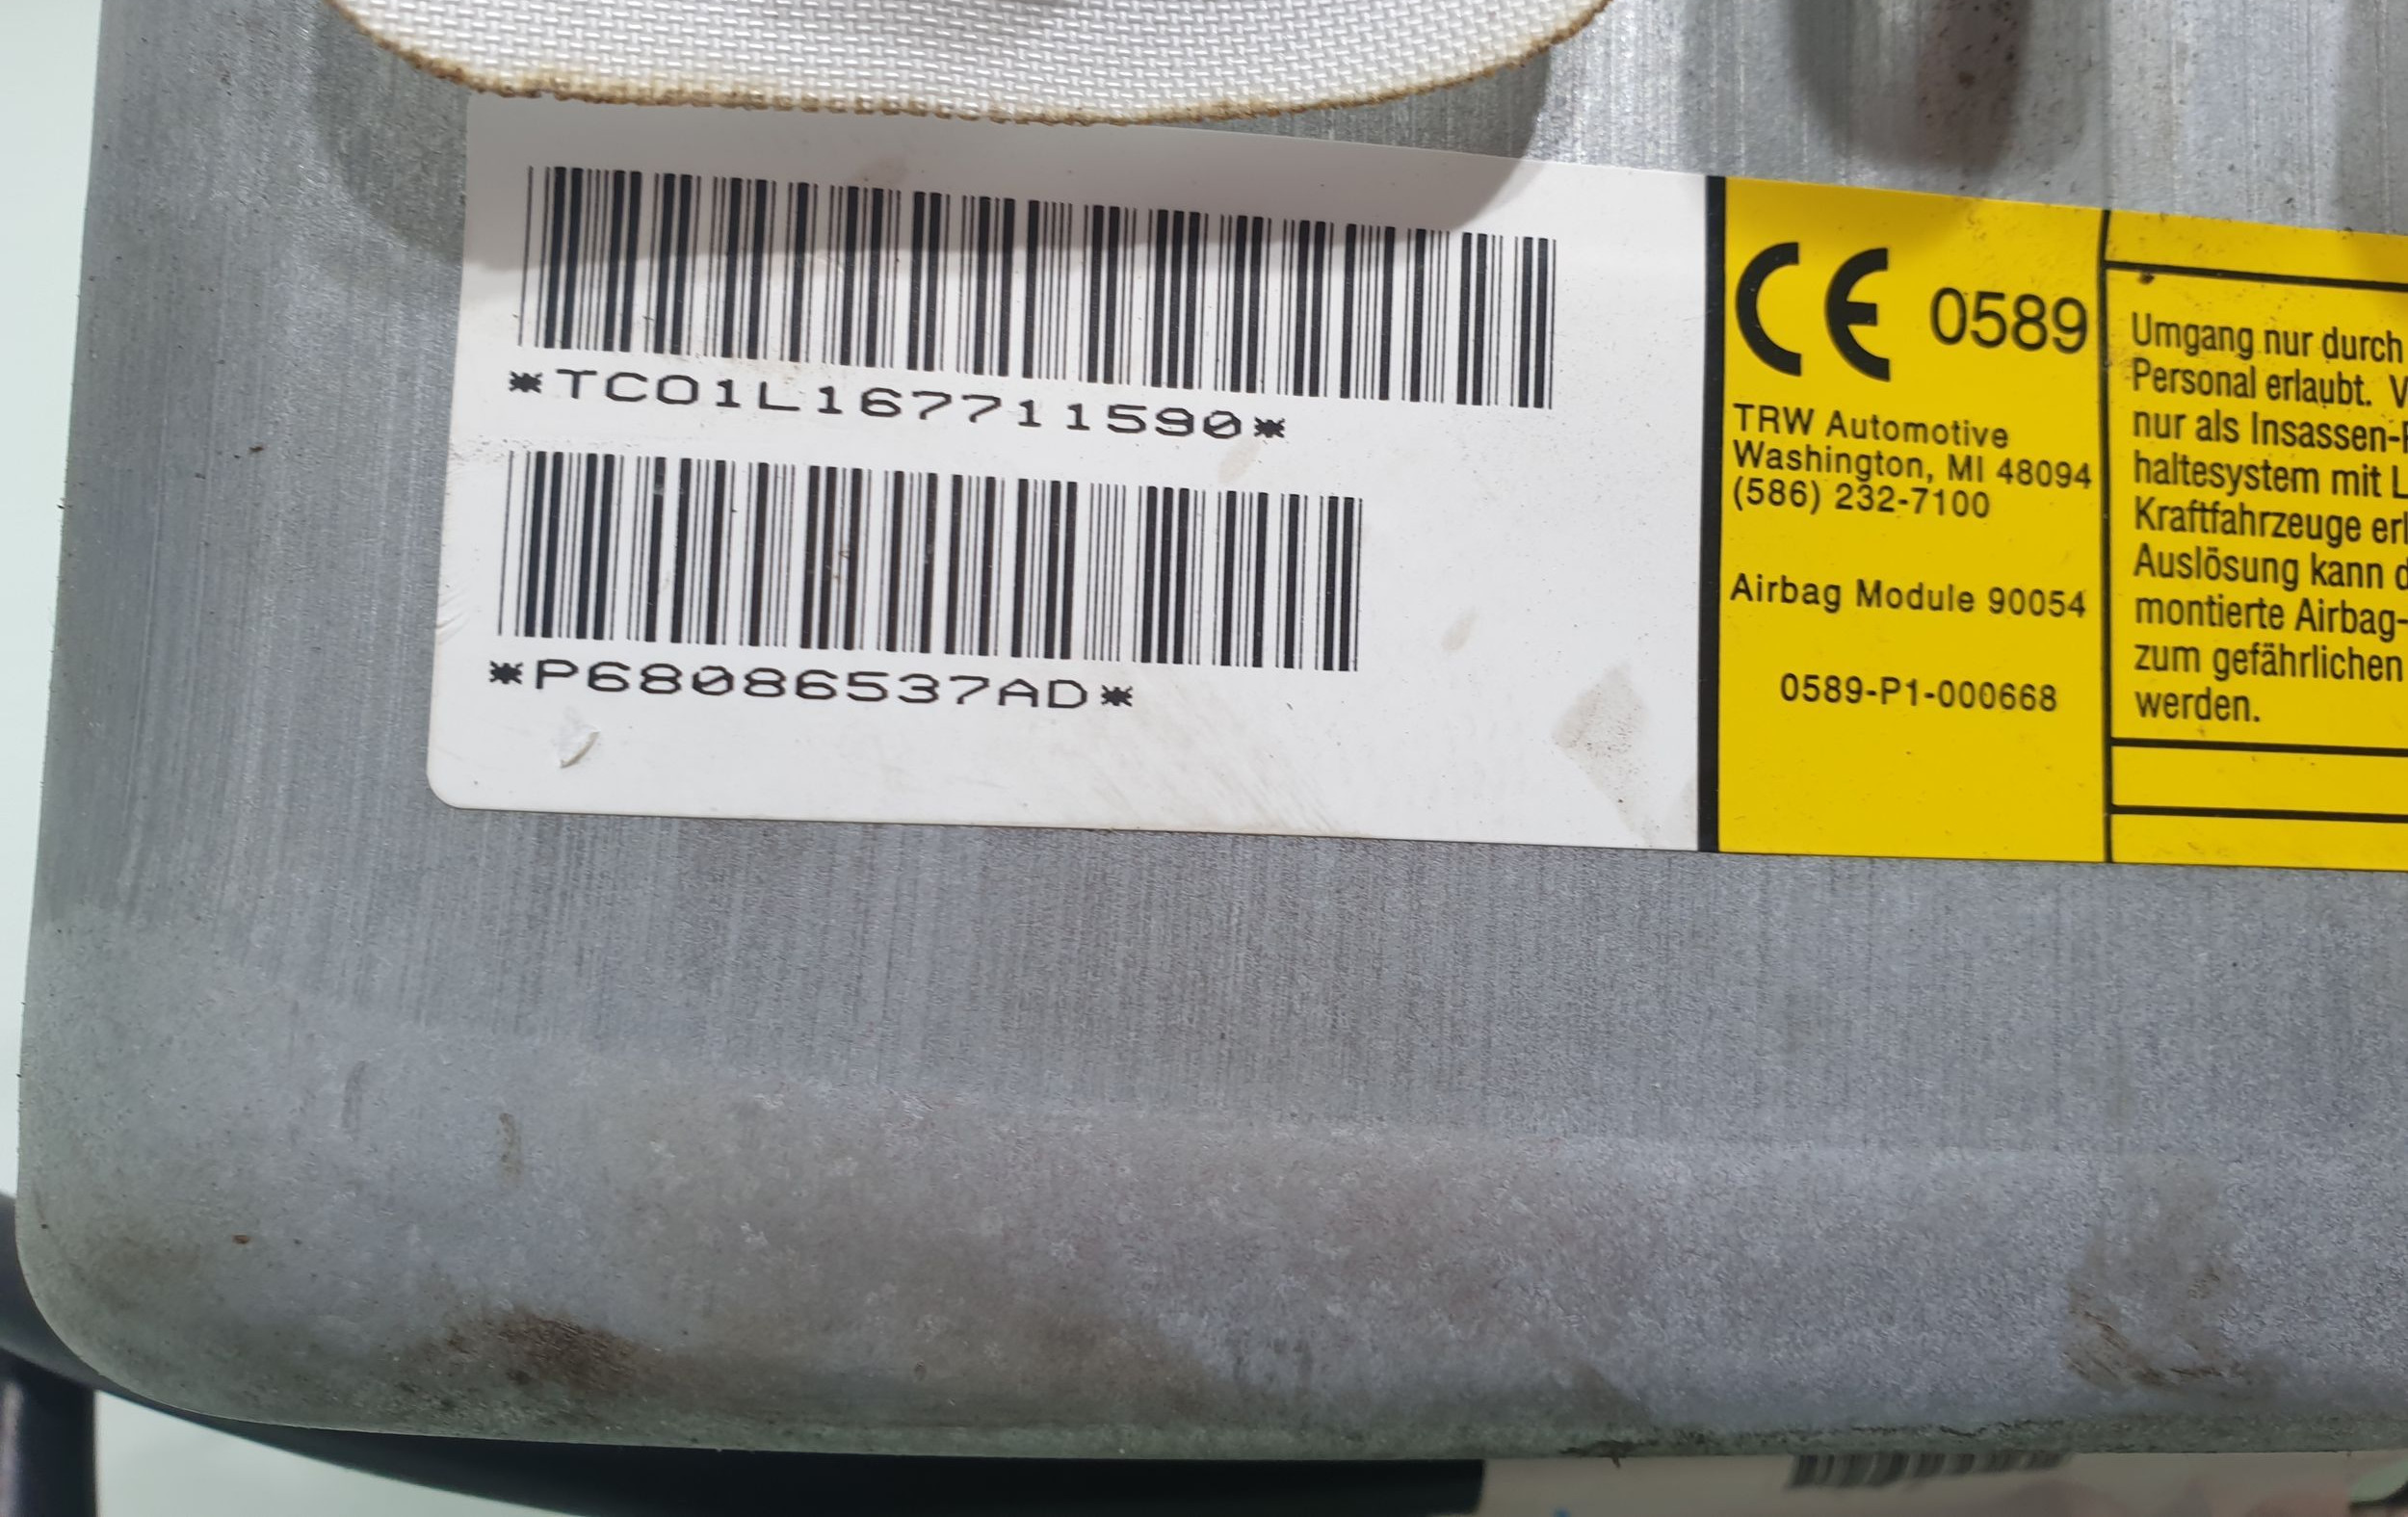 *TCO1L167711590*
*P68086537AD*
CE 0589
TRW Automotive
Washington, MI 48094
(586) 232-7100
Airbag Module 90054
0589-P1-000668
Umgang nur durch
Personal erlaubt.
nur als Insassen-
haltesystem mit
Kraftfahrzeuge
Auslösung kann
montierte Airbag-
zum gefährlichen
werden.